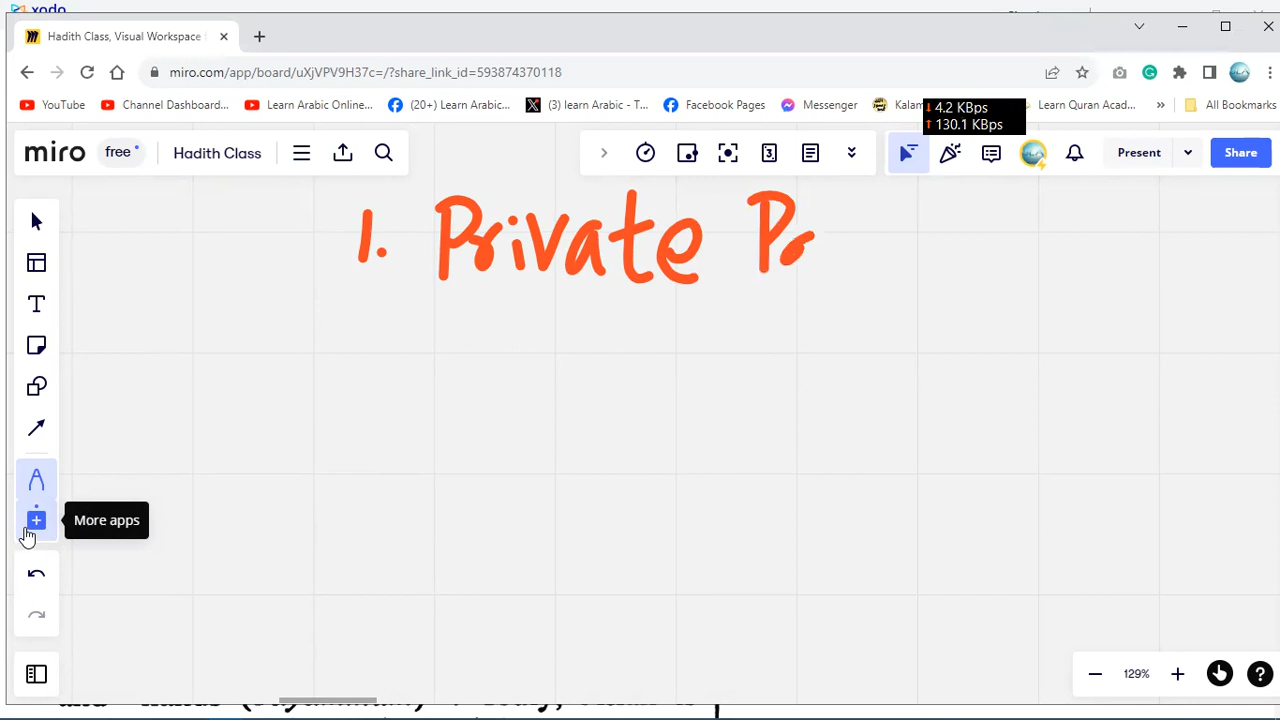 xodo
Hadith Class, Visual Workspace
miro.com/app/board/uXjVPV9H37c=/?share_link_id=593874370118
YouTube
Channel Dashboard...
Learn Arabic Online...
(20+) Learn Arabic...
(3) learn Arabic - T...
Facebook Pages
Messenger
Kalam
Learn Quran Acad...
All Bookmarks
4.2 KBps
130.1 KBps
miro
free
Hadith Class
3
Present
Share
1. Private Pr
More apps
129%